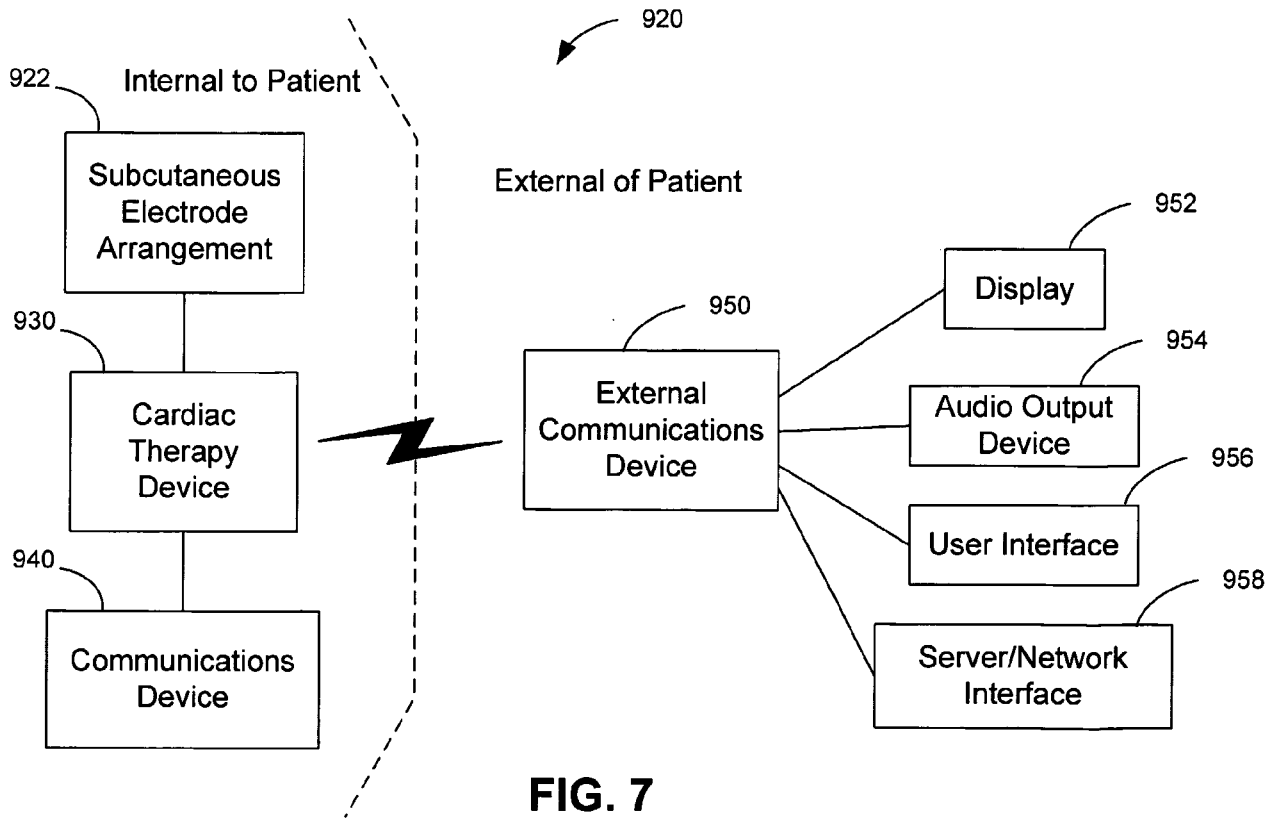 920
922
Internal to Patient
Subcutaneous
Electrode
Arrangement
External of Patient
952
Display
930
Cardiac
Therapy
Device
950
External
Communications
Device
954
Audio Output
Device
956
User Interface
940
Communications
Device
958
Server/Network
Interface
FIG. 7